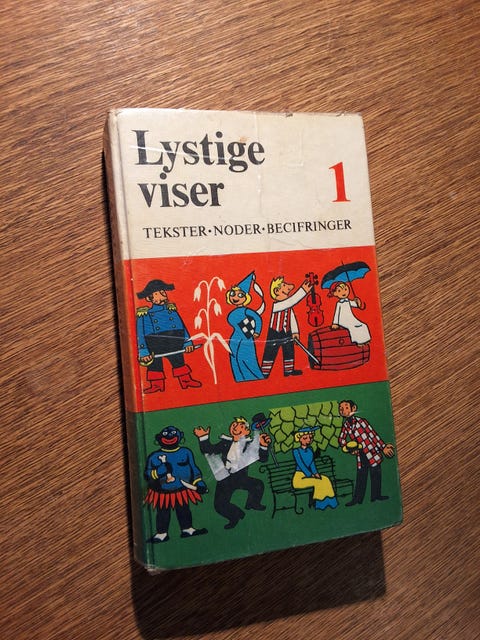 Lystige
viser
1
TEKSTER·NODER·BECIFRINGER